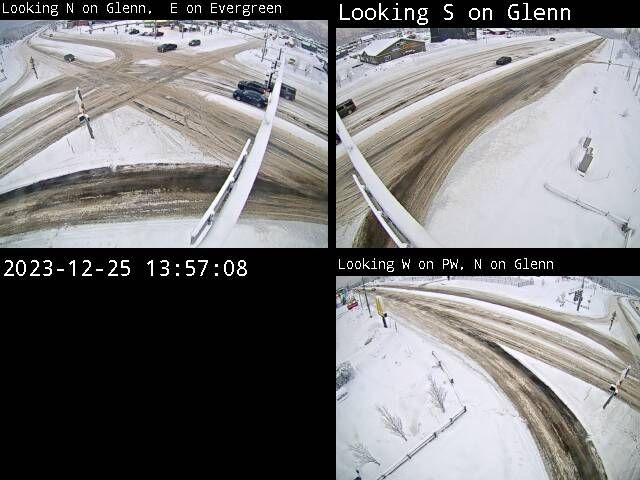 Looking N on Glenn,  E on Evergreen
Looking S on Glenn
2023-12-25 13:57:08
Looking W on PW, N on Glenn